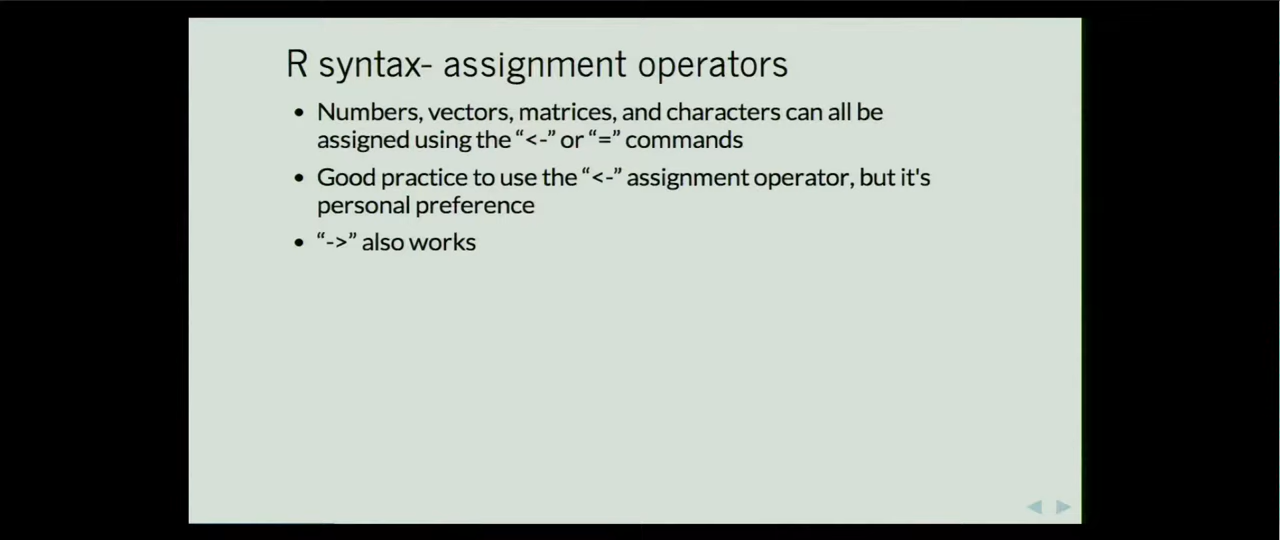 R syntax- assignment operators
• Numbers, vectors, matrices, and characters can all be
assigned using the “<-” or “=” commands
• Good practice to use the “<-” assignment operator, but it's
personal preference
• “->” also works